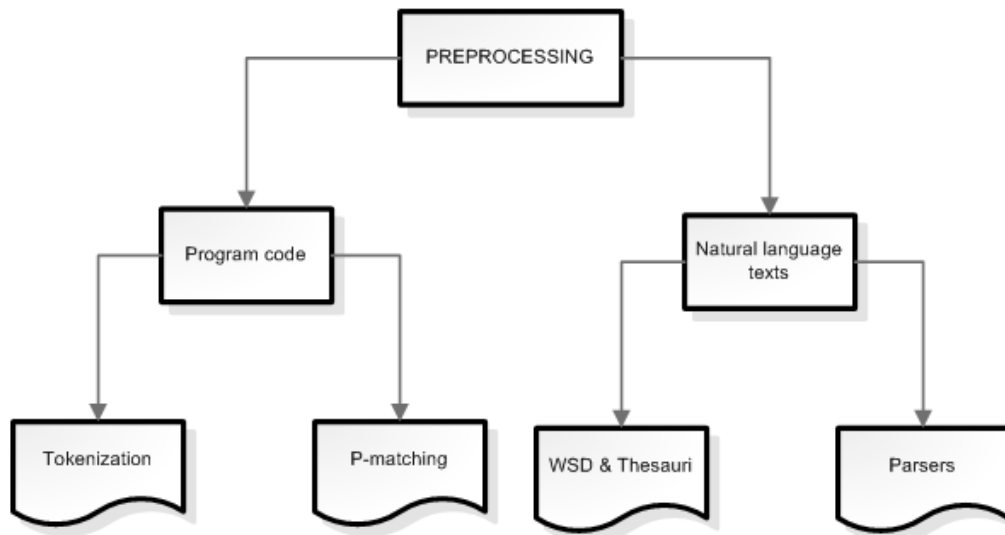 PREPROCESSING
Program code
Natural language
texts
Tokenization
P-matching
WSD & Thesauri
Parsers